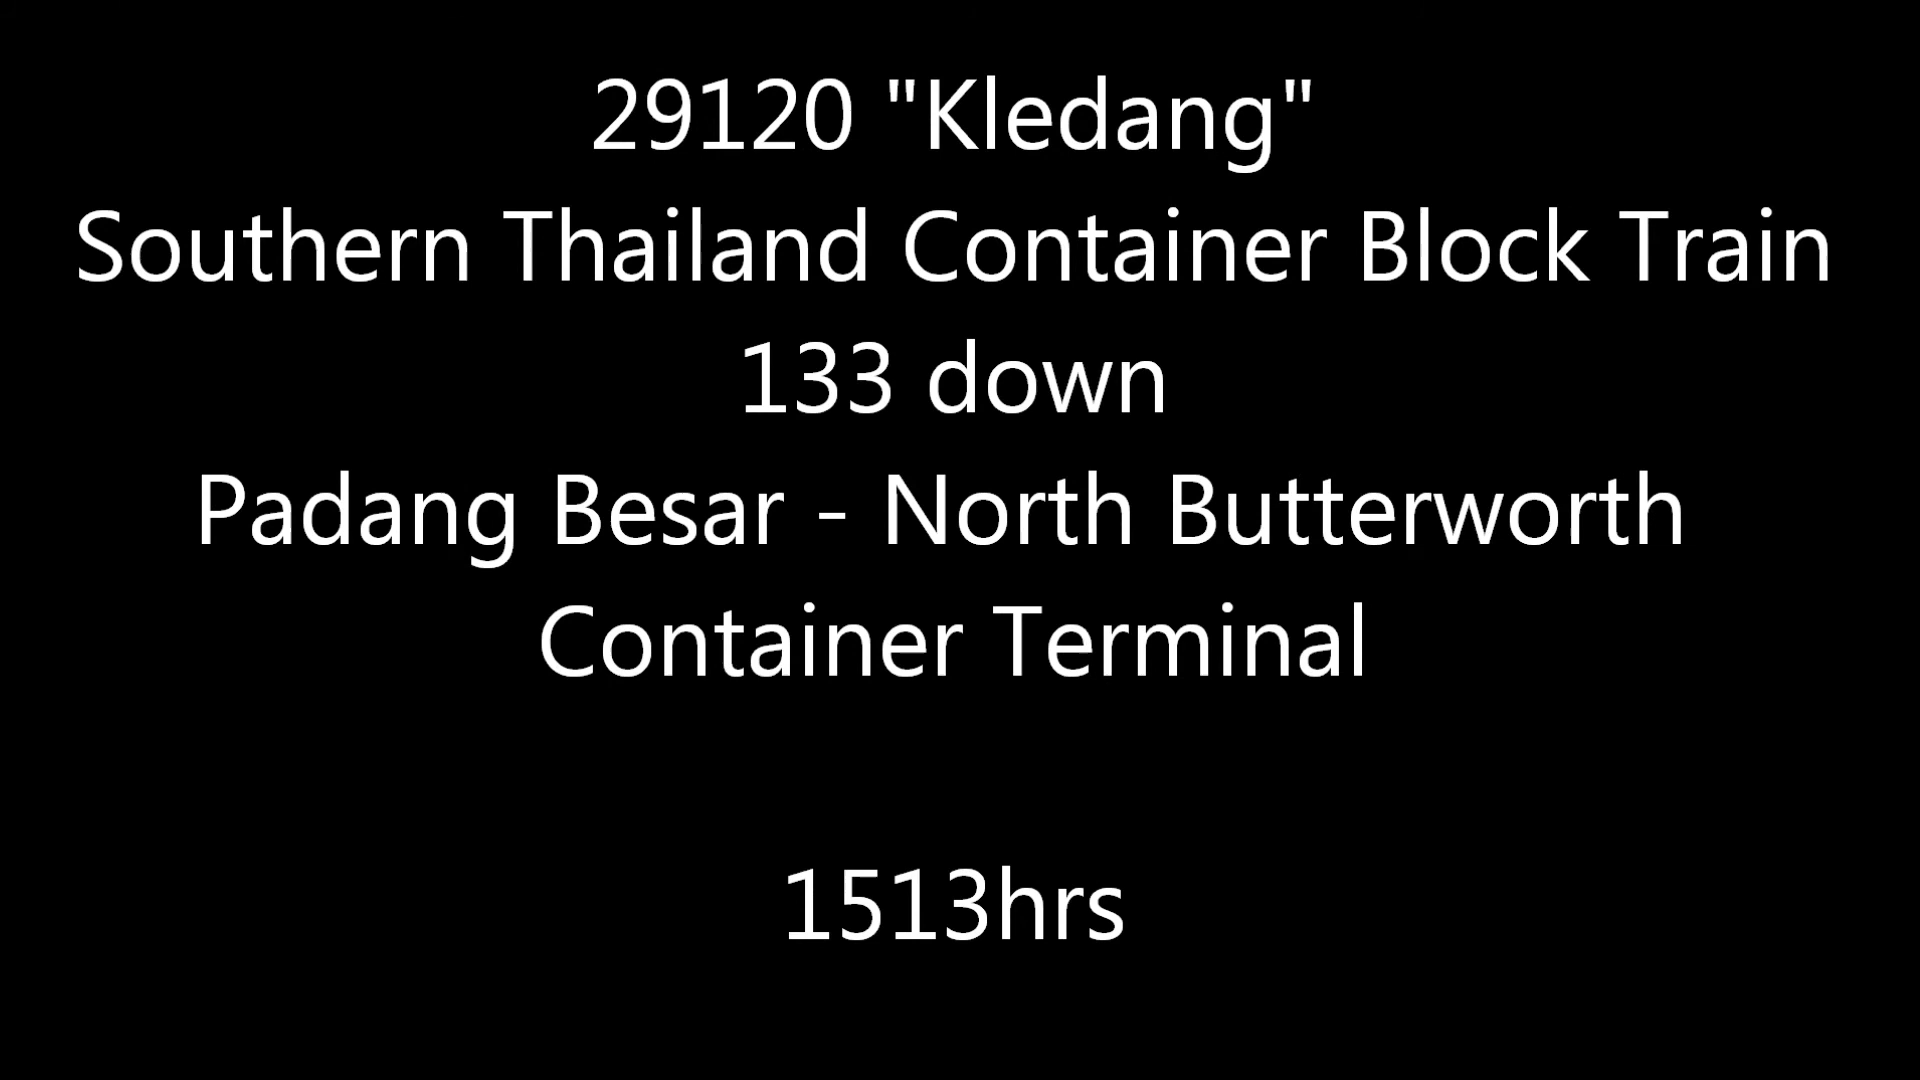 29120 "Kledang"
Southern Thailand Container Block Train
133 down
Padang Besar - North Butterworth
Container Terminal
1513hrs